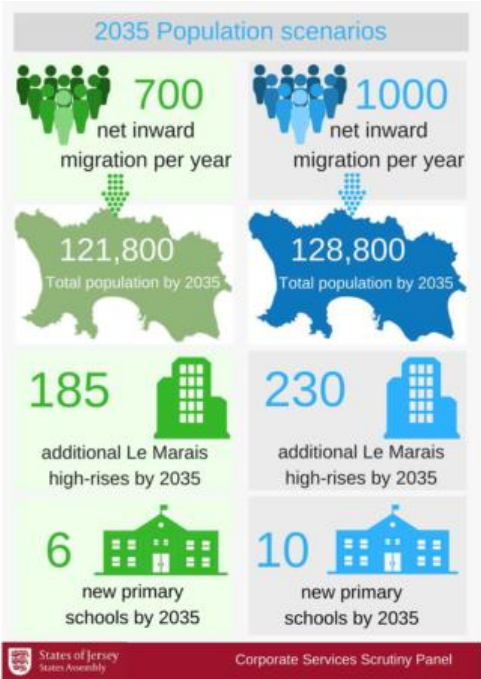 2035 Population scenarios
700
net inward
migration per year
121,800
Total population by 2035
185
additional Le Marais
high-rises by 2035
6
new primary
schools by 2035
1000
net inward
migration per year
128,800
Total population by 2035
230
additional Le Marais
high-rises by 2035
10
new primary
schools by 2035
States of Jersey
States Assembly
Corporate Services Scrutiny Panel